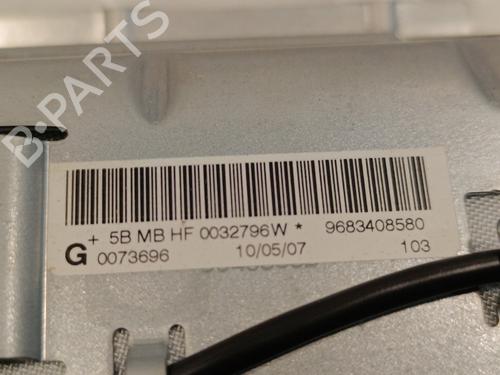 B-PARTS
+ 5B MB HF 0032796W * 9683408580
G 0073696 10/05/07 103